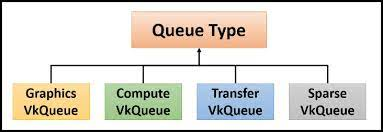 Queue Type
Graphics
VkQueue
Compute
VkQueue
Transfer
VkQueue
Sparse
VkQueue